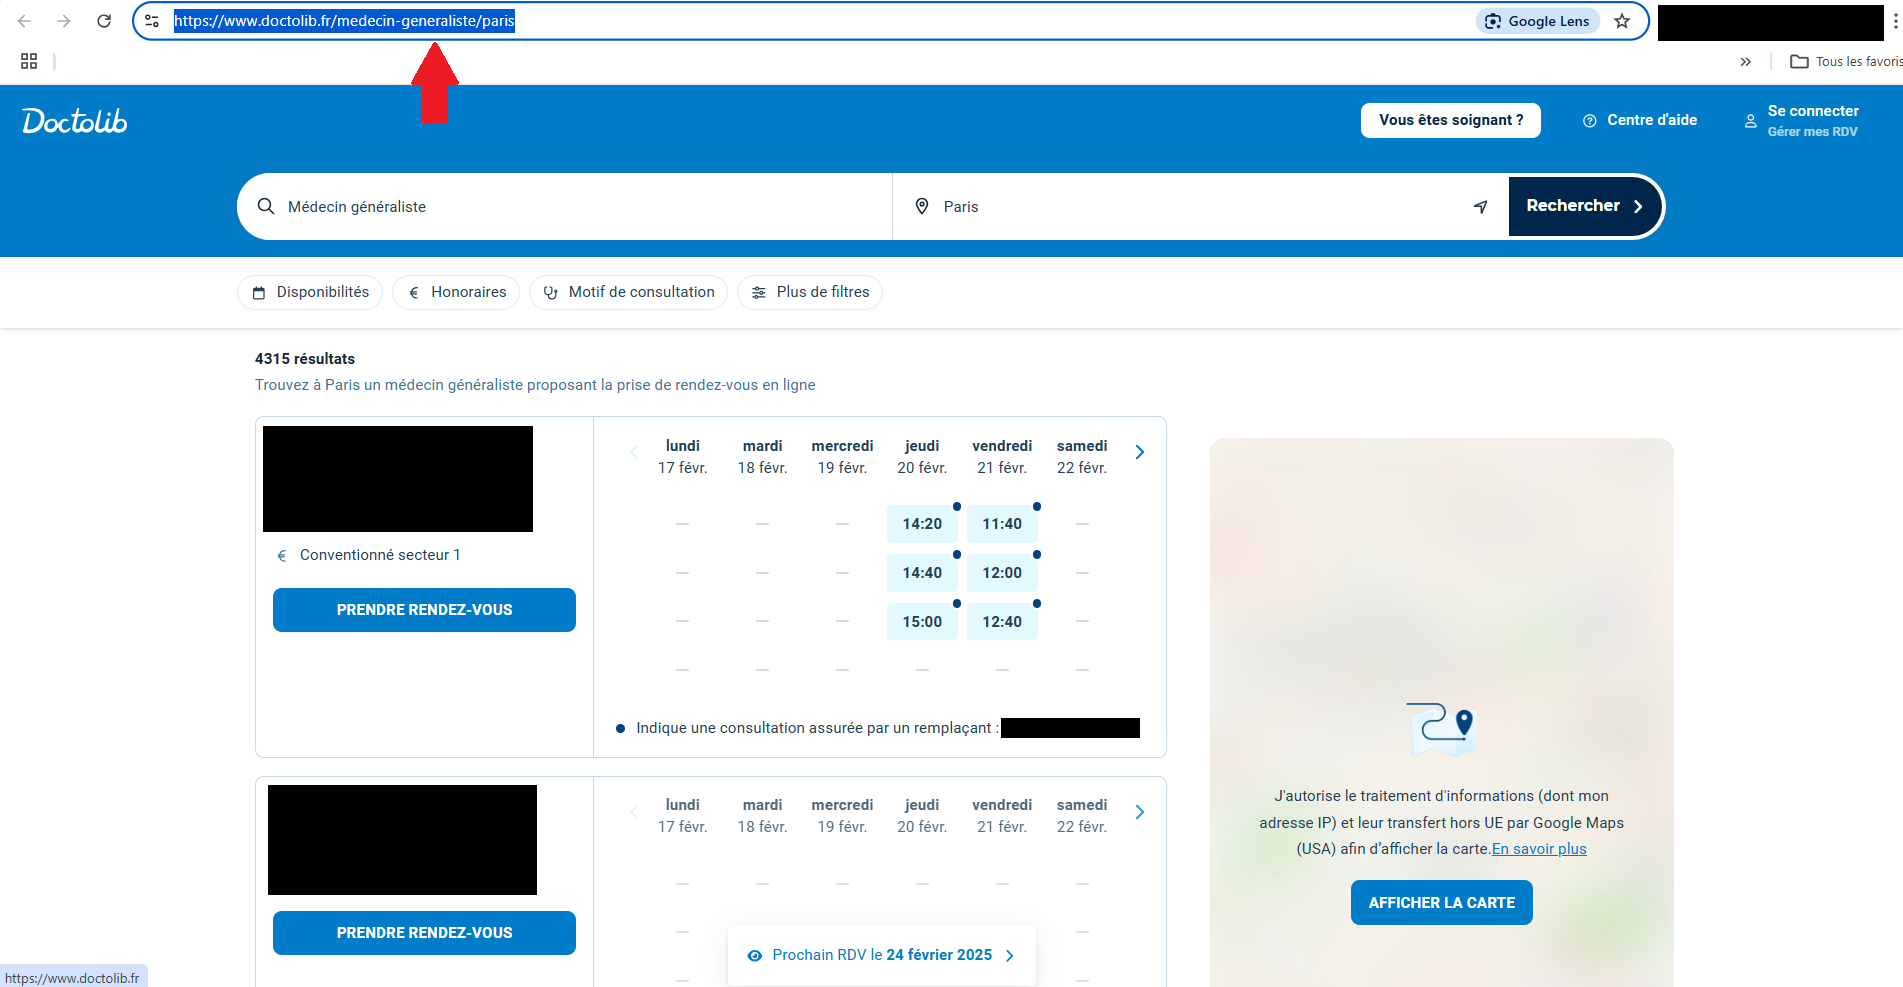 https://www.doctolib.fr/medecin-generaliste/paris
Google Lens
Tous les favoris
Doctolib
Vous êtes soignant ?
Centre d'aide
Se connecter
Gérer mes RDV
Médecin généraliste
Paris
Rechercher
Disponibilités
Honoraires
Motif de consultation
Plus de filtres
4315 résultats
Trouvez à Paris un médecin généraliste proposant la prise de rendez-vous en ligne
€ Conventionné secteur 1
PRENDRE RENDEZ-VOUS
lundi mardi mercredi jeudi vendredi samedi
17 févr. 18 févr. 19 févr. 20 févr. 21 févr. 22 févr.
— — — 14:20 11:40 —
— — — 14:40 12:00 —
— — — 15:00 12:40 —
— — — — — —
Indique une consultation assurée par un remplaçant :
PRENDRE RENDEZ-VOUS
lundi mardi mercredi jeudi vendredi samedi
17 févr. 18 févr. 19 févr. 20 févr. 21 févr. 22 févr.
— — — — — —
Prochain RDV le 24 février 2025
J'autorise le traitement d'informations (dont mon
adresse IP) et leur transfert hors UE par Google Maps
(USA) afin d’afficher la carte.En savoir plus
AFFICHER LA CARTE
https://www.doctolib.fr